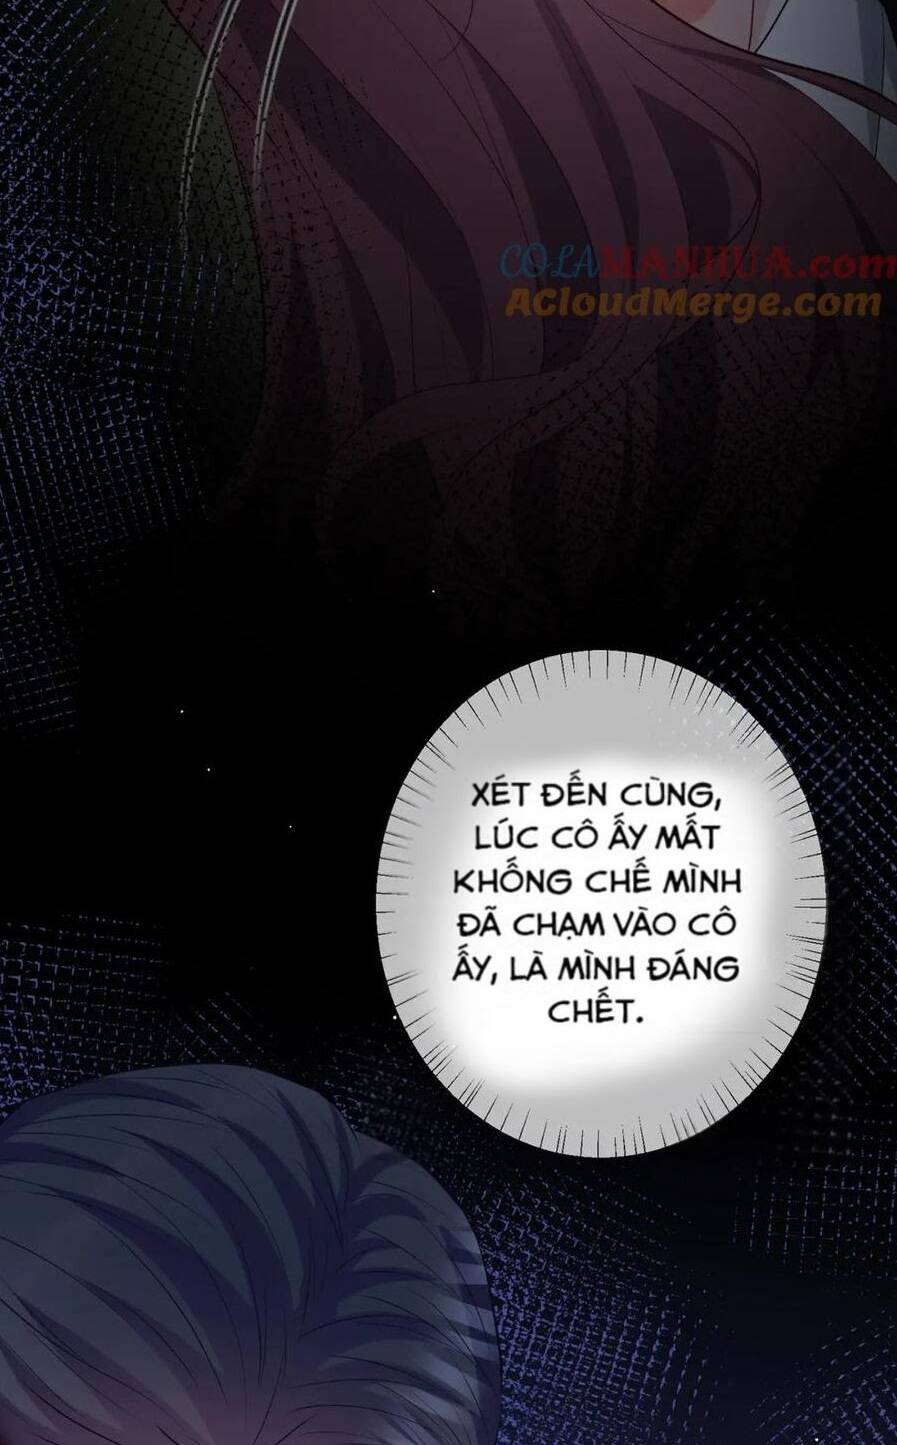 COLAMANHUA.com
ACloudMerge.com
XÉT ĐẾN CÙNG,
LÚC CÔ ẤY MẤT
KHỐNG CHẾ MÌNH
ĐÃ CHẠM VÀO CÔ
ẤY, LÀ MÌNH ĐÁNG
CHẾT.